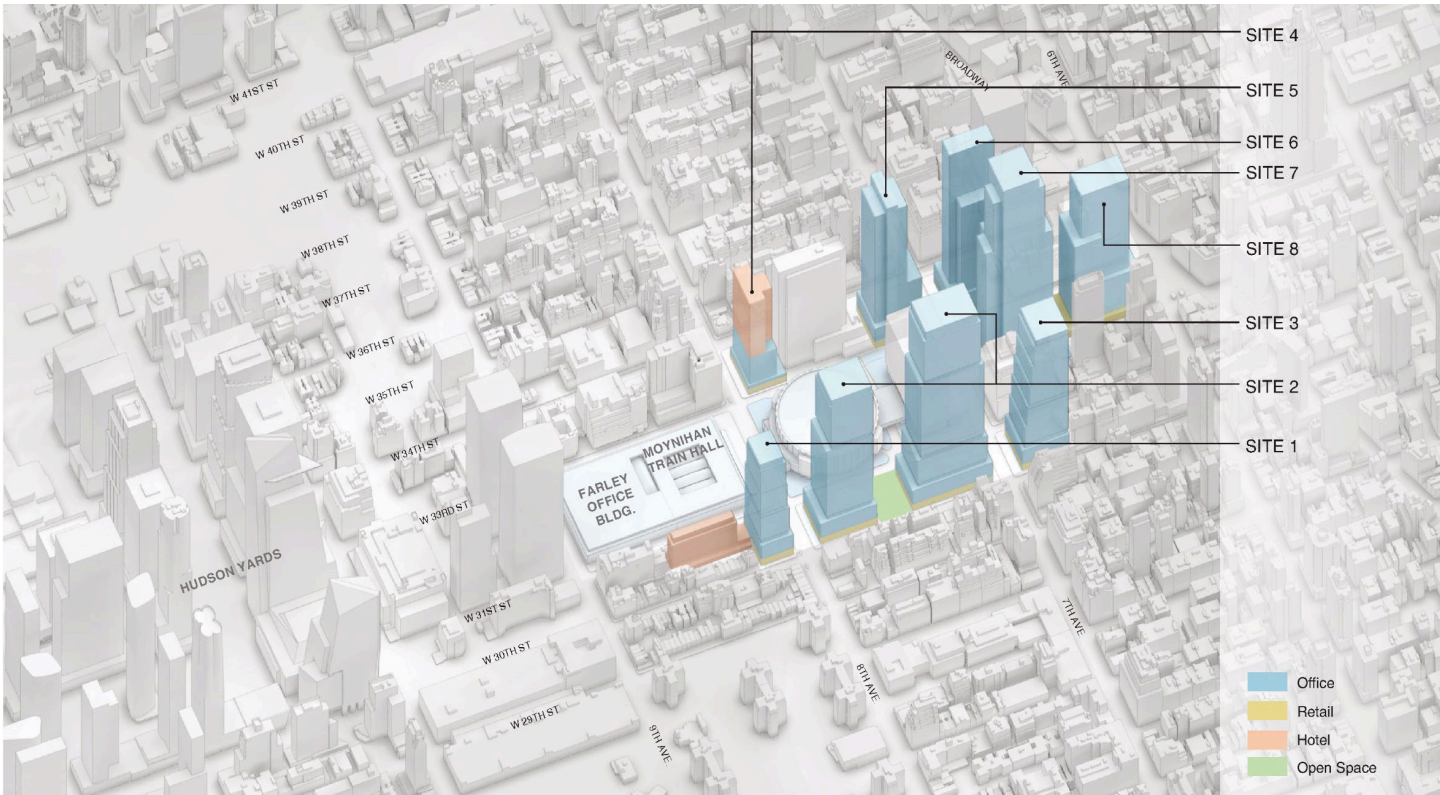 SITE 4
SITE 5
SITE 6
SITE 7
SITE 8
SITE 3
SITE 2
SITE 1
BROADWAY
6TH AVE
W 41ST ST
W 40TH ST
W 39TH ST
W 38TH ST
W 37TH ST
W 36TH ST
W 35TH ST
W 34TH ST
W 33RD ST
MOYNIHAN
TRAIN HALL
FARLEY
OFFICE
BLDG.
HUDSON YARDS
W 31ST ST
W 30TH ST
W 29TH ST
9TH AVE
8TH AVE
7TH AVE
Office
Retail
Hotel
Open Space